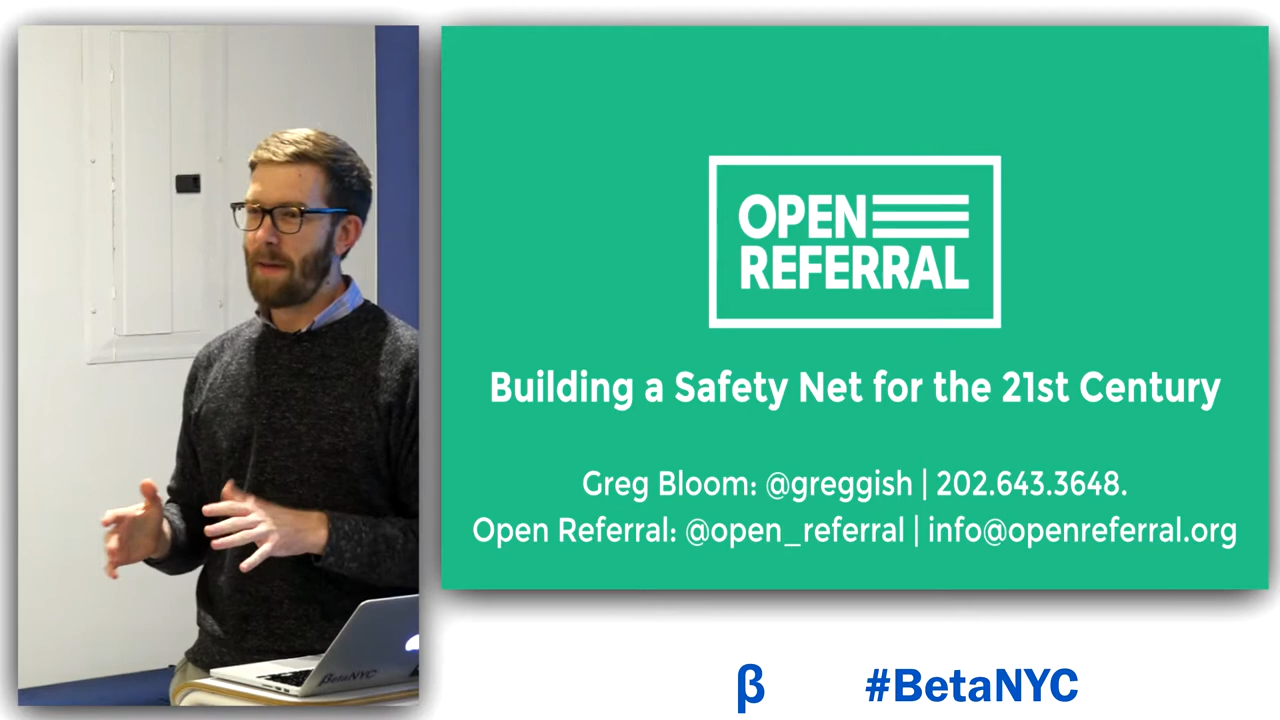 OPEN
REFERRAL
Building a Safety Net for the 21st Century
Greg Bloom: @greggish | 202.643.3648.
Open Referral: @open_referral | info@openreferral.org
βetaNYC
β #BetaNYC